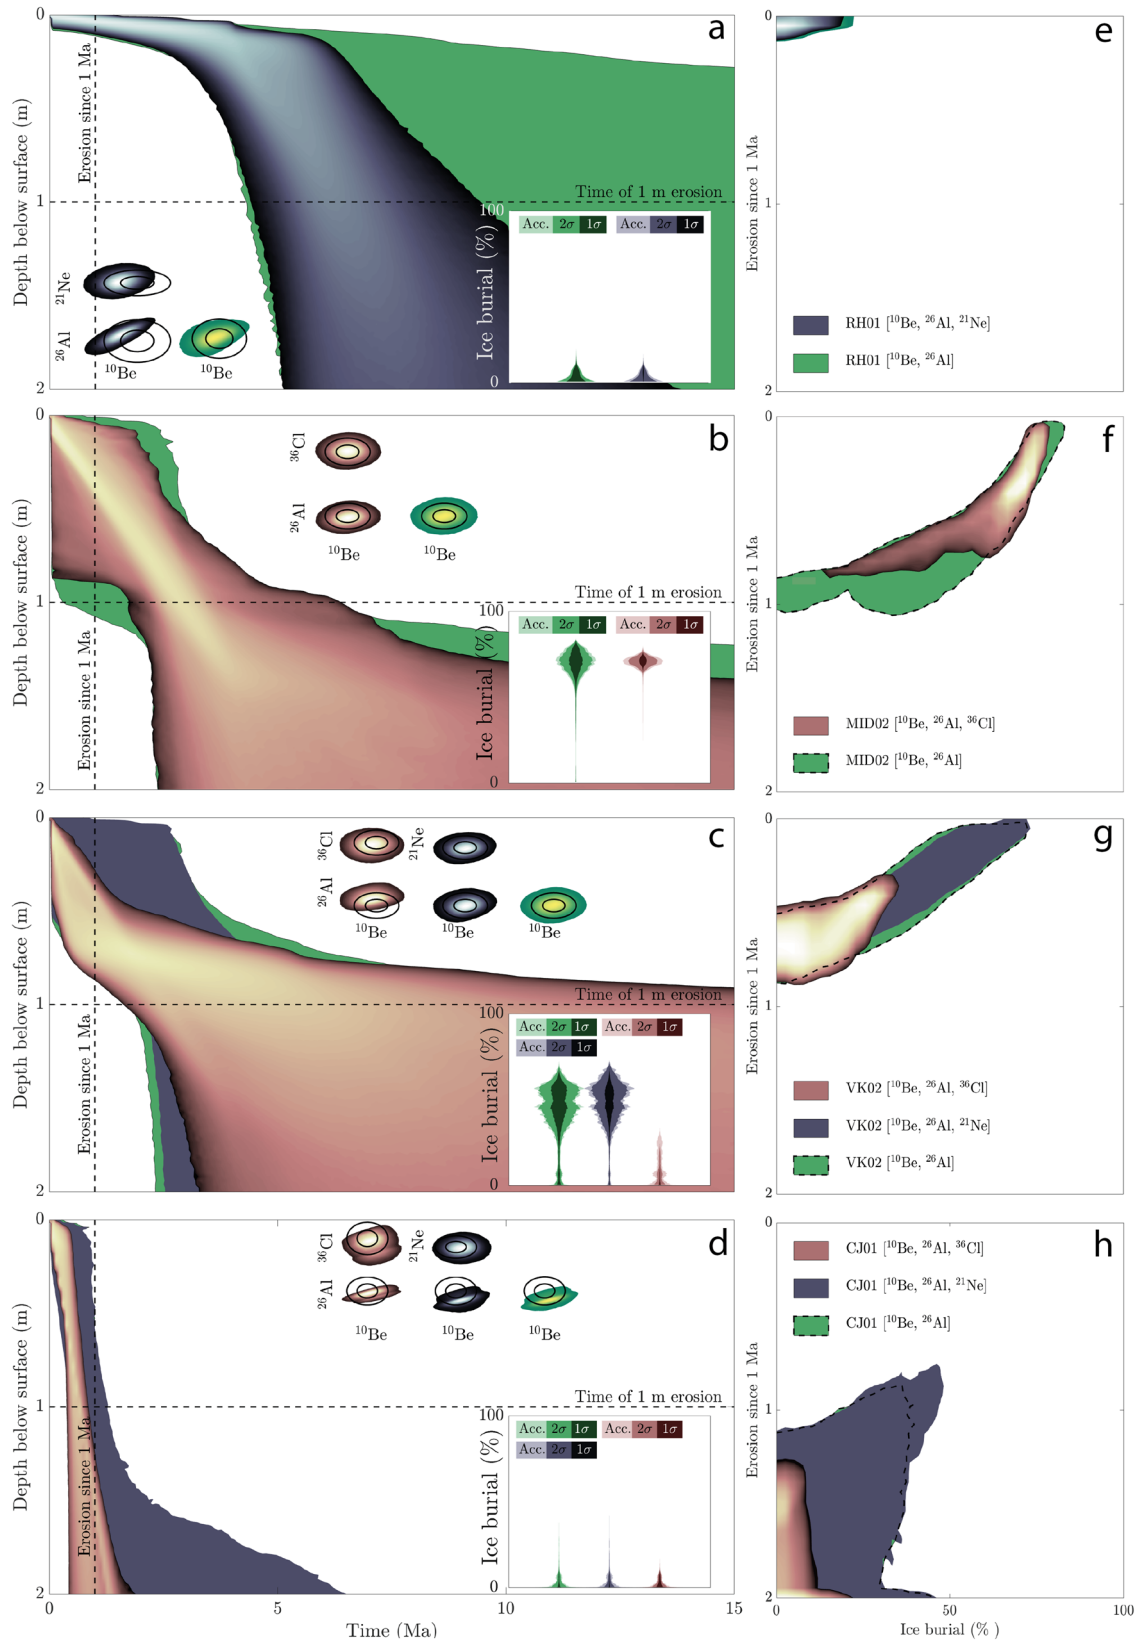 a
0
1
2
Depth below surface (m)
Erosion since 1 Ma
Time of 1 m erosion
²¹Ne
²⁶Al
¹⁰Be
¹⁰Be
Ice burial (%)
100
0
Acc. 2σ 1σ
Acc. 2σ 1σ
e
0
1
2
Erosion since 1 Ma
RH01 [¹⁰Be, ²⁶Al, ²¹Ne]
RH01 [¹⁰Be, ²⁶Al]
b
0
1
2
Depth below surface (m)
Erosion since 1 Ma
Time of 1 m erosion
³⁶Cl
²⁶Al
¹⁰Be
¹⁰Be
Ice burial (%)
100
0
Acc. 2σ 1σ
Acc. 2σ 1σ
f
0
1
2
Erosion since 1 Ma
MID02 [¹⁰Be, ²⁶Al, ³⁶Cl]
MID02 [¹⁰Be, ²⁶Al]
c
0
1
2
Depth below surface (m)
Erosion since 1 Ma
Time of 1 m erosion
³⁶Cl
²¹Ne
²⁶Al
¹⁰Be
¹⁰Be
¹⁰Be
Ice burial (%)
100
0
Acc. 2σ 1σ
Acc. 2σ 1σ
Acc. 2σ 1σ
g
0
1
2
Erosion since 1 Ma
VK02 [¹⁰Be, ²⁶Al, ³⁶Cl]
VK02 [¹⁰Be, ²⁶Al, ²¹Ne]
VK02 [¹⁰Be, ²⁶Al]
d
0
1
2
Depth below surface (m)
Erosion since 1 Ma
Time of 1 m erosion
³⁶Cl
²¹Ne
²⁶Al
¹⁰Be
¹⁰Be
¹⁰Be
Ice burial (%)
100
0
Acc. 2σ 1σ
Acc. 2σ 1σ
Acc. 2σ 1σ
0
5
10
15
Time (Ma)
h
0
1
2
Erosion since 1 Ma
CJ01 [¹⁰Be, ²⁶Al, ³⁶Cl]
CJ01 [¹⁰Be, ²⁶Al, ²¹Ne]
CJ01 [¹⁰Be, ²⁶Al]
0
50
100
Ice burial (% )